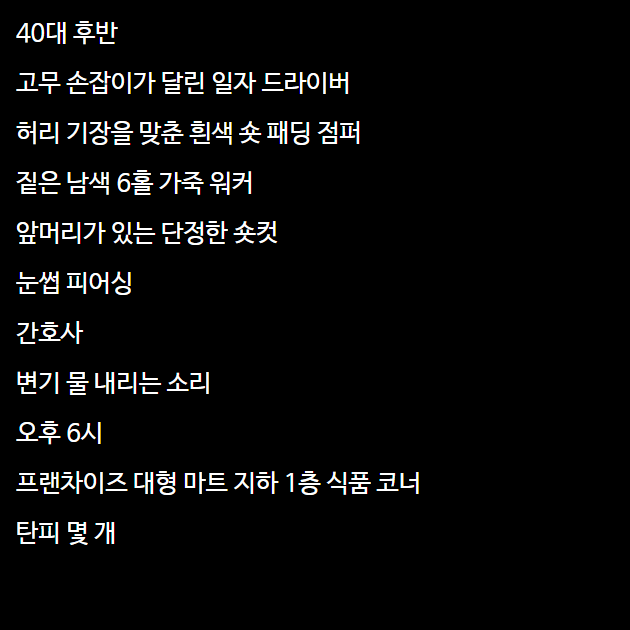 40대 후반
고무 손잡이가 달린 일자 드라이버
허리 기장을 맞춘 흰색 숏 패딩 점퍼
짙은 남색 6홀 가죽 워커
앞머리가 있는 단정한 숏컷
눈썹 피어싱
간호사
변기 물 내리는 소리
오후 6시
프랜차이즈 대형 마트 지하 1층 식품 코너
탄피 몇 개